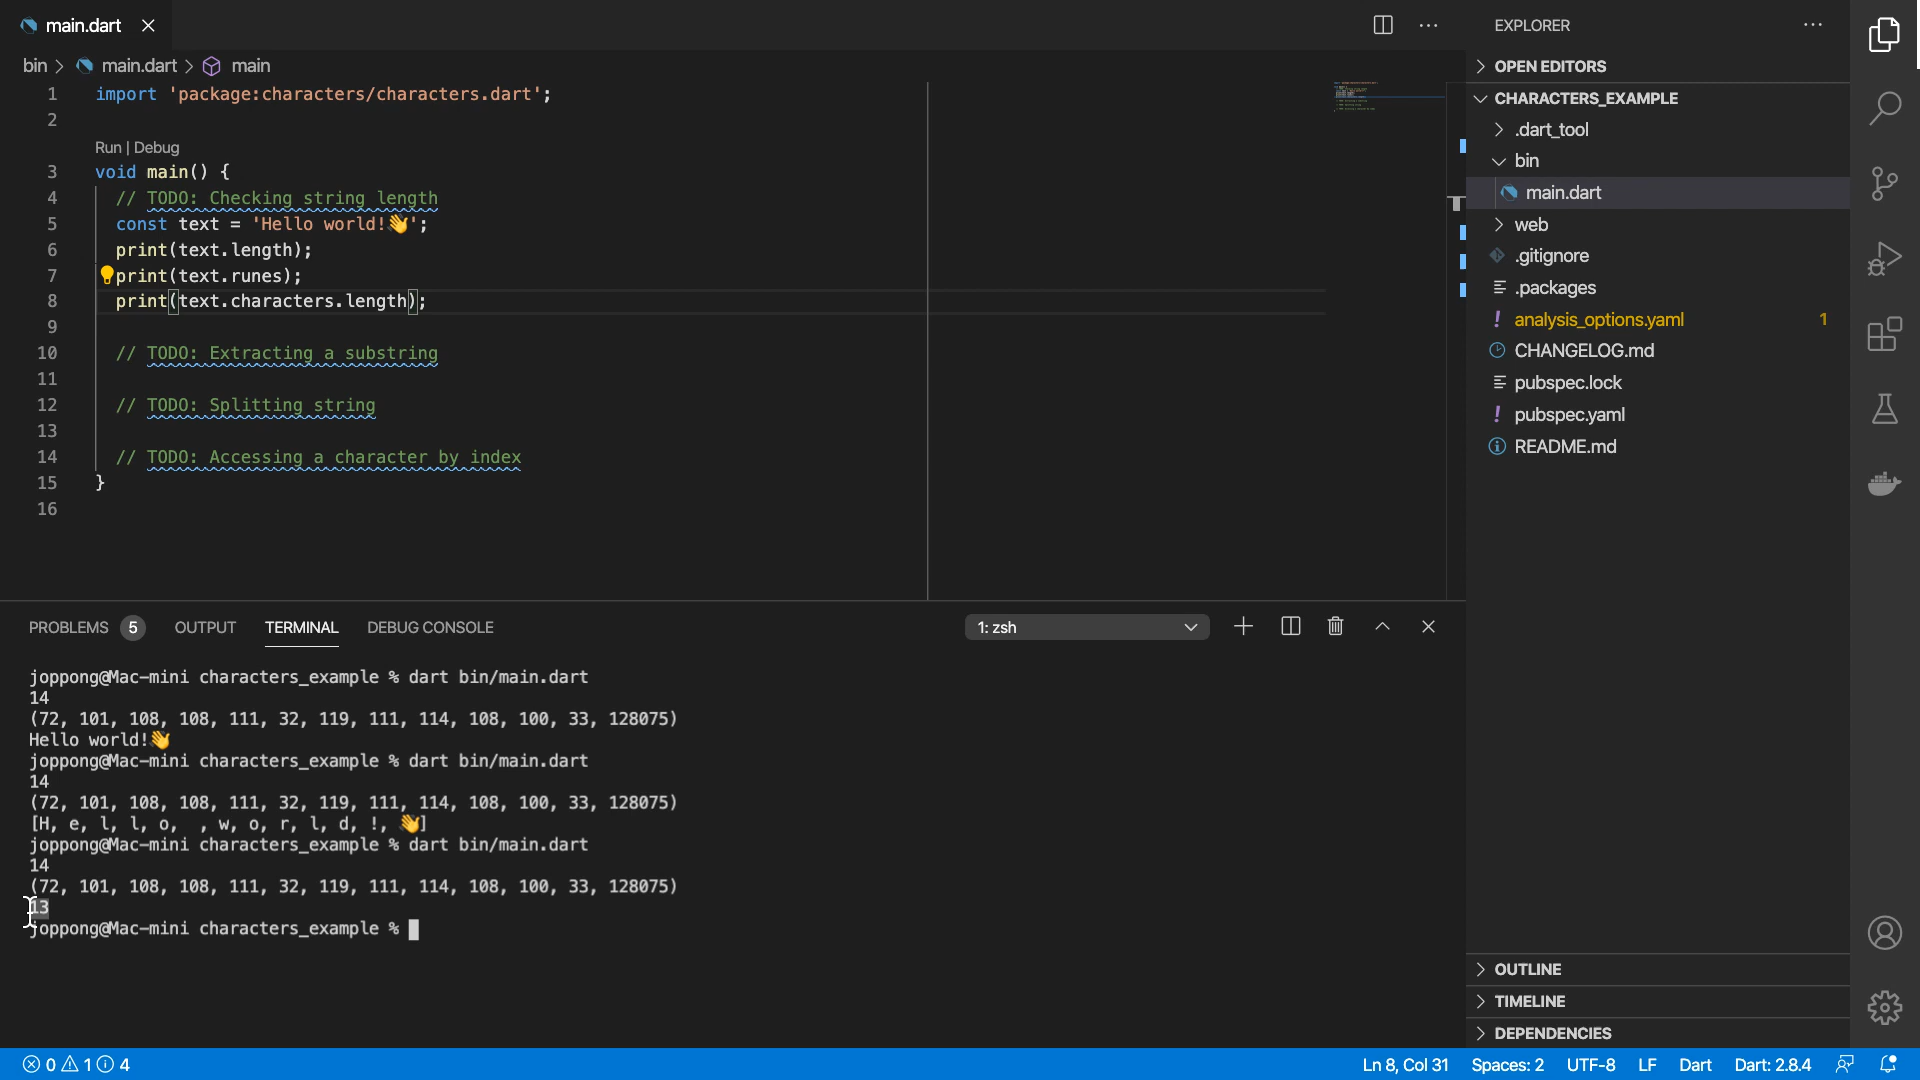 main.dart
bin > main.dart > main
1 import 'package:characters/characters.dart';
2
Run | Debug
3 void main() {
4 // TODO: Checking string length
5 const text = 'Hello world!👋';
6 print(text.length);
7 print(text.runes);
8 print(text.characters.length);
9
10 // TODO: Extracting a substring
11
12 // TODO: Splitting string
13
14 // TODO: Accessing a character by index
15 }
16
PROBLEMS 5 OUTPUT TERMINAL DEBUG CONSOLE 1: zsh
joppong@Mac-mini characters_example % dart bin/main.dart
14
(72, 101, 108, 108, 111, 32, 119, 111, 114, 108, 100, 33, 128075)
Hello world!👋
joppong@Mac-mini characters_example % dart bin/main.dart
14
(72, 101, 108, 108, 111, 32, 119, 111, 114, 108, 100, 33, 128075)
[H, e, l, l, o,  , w, o, r, l, d, !, 👋]
joppong@Mac-mini characters_example % dart bin/main.dart
14
(72, 101, 108, 108, 111, 32, 119, 111, 114, 108, 100, 33, 128075)
13
joppong@Mac-mini characters_example %
EXPLORER
OPEN EDITORS
CHARACTERS_EXAMPLE
.dart_tool
bin
main.dart
web
.gitignore
.packages
analysis_options.yaml 1
CHANGELOG.md
pubspec.lock
pubspec.yaml
README.md
OUTLINE
TIMELINE
DEPENDENCIES
0 1 4 Ln 8, Col 31 Spaces: 2 UTF-8 LF Dart Dart: 2.8.4